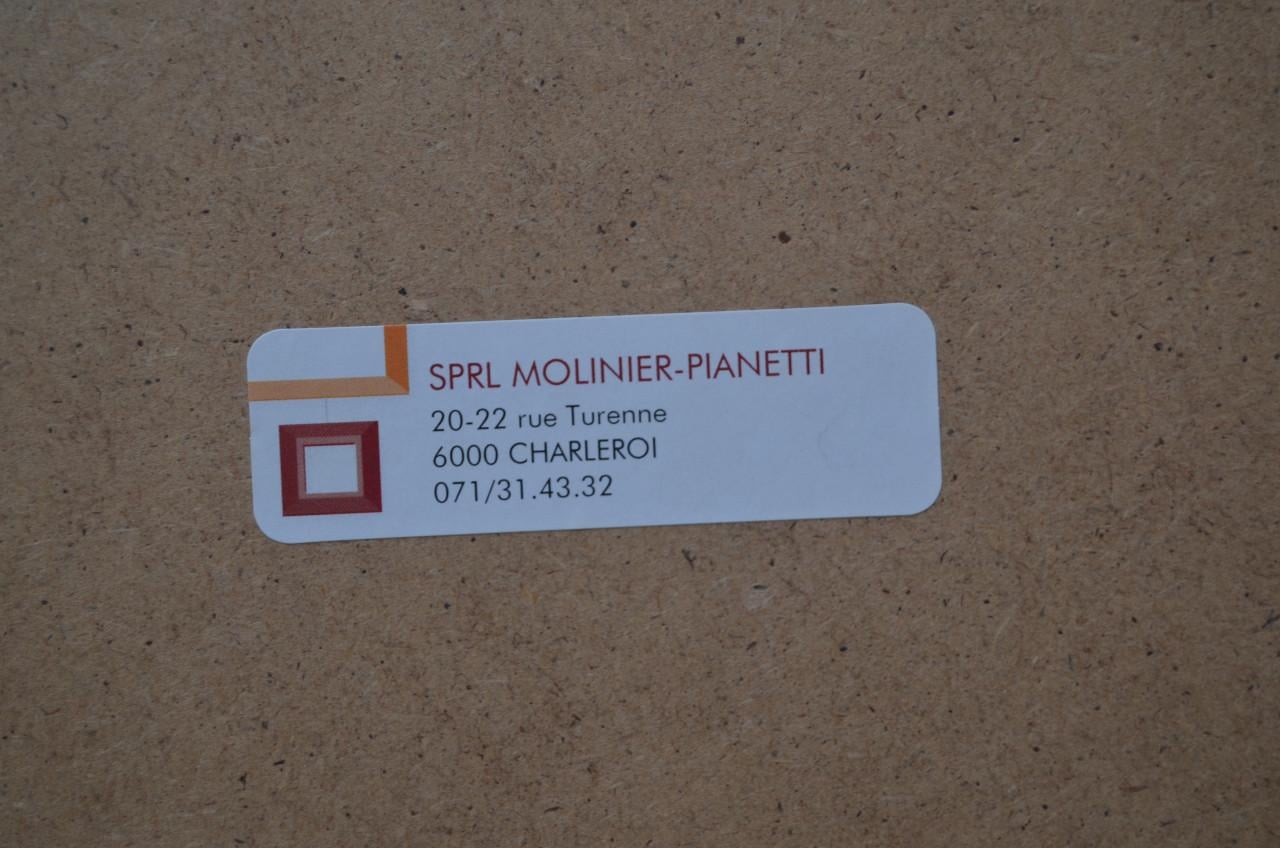 SPRL MOLINIER-PIANETTI
20-22 rue Turenne
6000 CHARLEROI
071/31.43.32